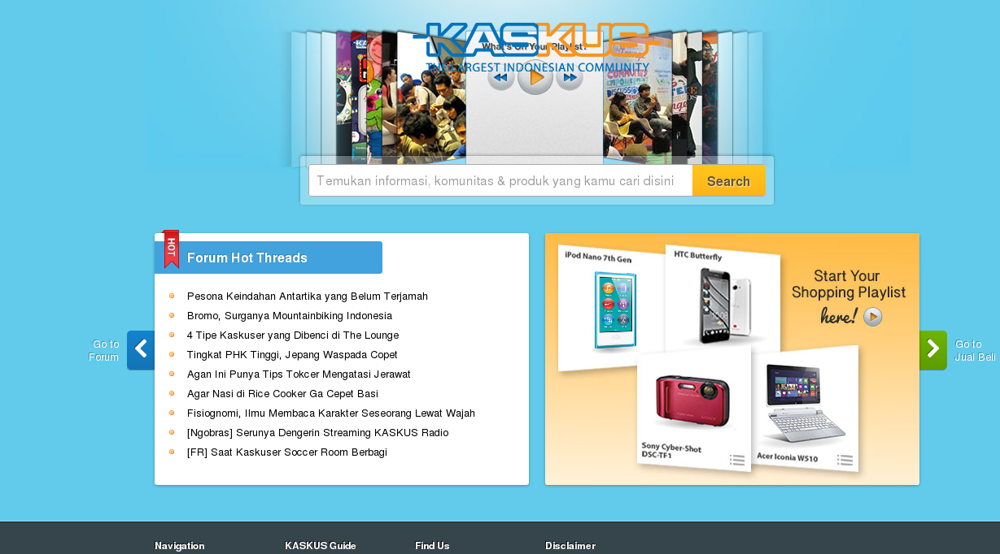 KASKUS
What's On Your Playlist?
THE LARGEST INDONESIAN COMMUNITY
Temukan informasi, komunitas & produk yang kamu cari disini
Search
HOT
Forum Hot Threads
Pesona Keindahan Antartika yang Belum Terjamah
Bromo, Surganya Mountainbiking Indonesia
4 Tipe Kaskuser yang Dibenci di The Lounge
Tingkat PHK Tinggi, Jepang Waspada Copet
Agan Ini Punya Tips Tokcer Mengatasi Jerawat
Agar Nasi di Rice Cooker Ga Cepet Basi
Fisiognomi, Ilmu Membaca Karakter Seseorang Lewat Wajah
[Ngobras] Serunya Dengerin Streaming KASKUS Radio
[FR] Saat Kaskuser Soccer Room Berbagi
Go to
Forum
iPod Nano 7th Gen
HTC Butterfly
Start Your
Shopping Playlist
here!
Sony Cyber-Shot
DSC-TF1
Acer Iconia W510
Go to
Jual Beli
Navigation
KASKUS Guide
Find Us
Disclaimer